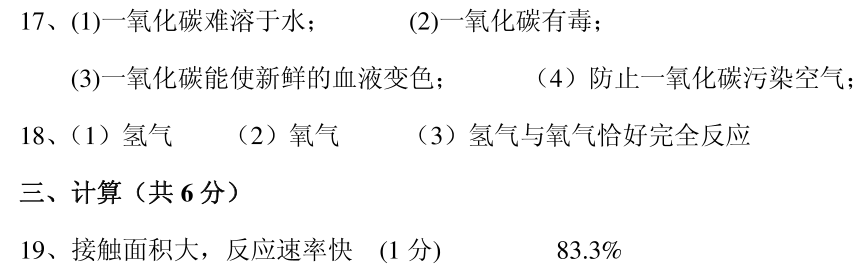 17、(1)一氧化碳难溶于水； (2)一氧化碳有毒；
(3)一氧化碳能使新鲜的血液变色； （4）防止一氧化碳污染空气；
18、（1）氢气 （2）氧气 （3）氢气与氧气恰好完全反应
三、计算（共 6 分）
19、接触面积大，反应速率快 (1 分) 83.3%